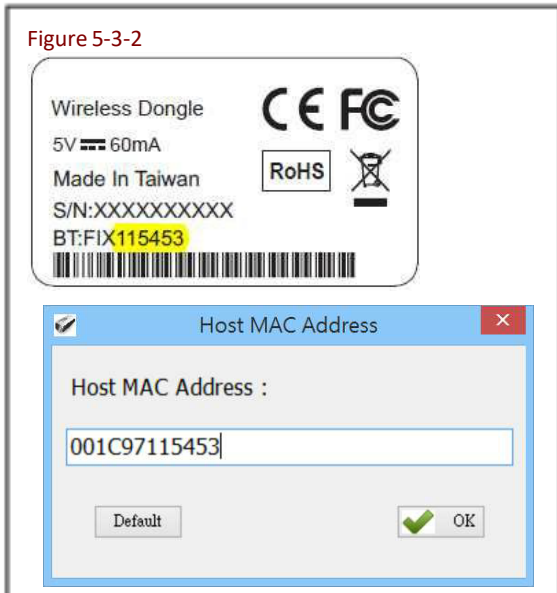 Figure 5-3-2
Wireless Dongle
CE FC
5V 60mA
Made In Taiwan
RoHS
S/N:XXXXXXXXXX
BT:FIX115453
Host MAC Address
Host MAC Address :
001C97115453
Default
OK